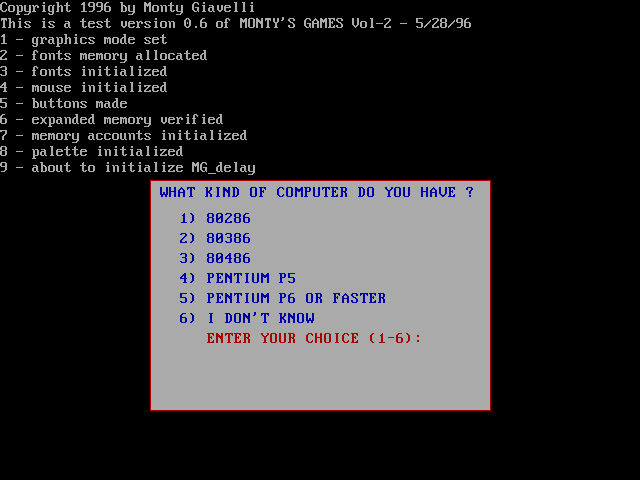 Copyright 1996 by Monty Giavelli
This is a test version 0.6 of MONTY'S GAMES Vol-2 - 5/28/96
1 - graphics mode set
2 - fonts memory allocated
3 - fonts initialized
4 - mouse initialized
5 - buttons made
6 - expanded memory verified
7 - memory accounts initialized
8 - palette initialized
9 - about to initialize MG_delay
WHAT KIND OF COMPUTER DO YOU HAVE ?
1) 80286
2) 80386
3) 80486
4) PENTIUM P5
5) PENTIUM P6 OR FASTER
6) I DON'T KNOW
ENTER YOUR CHOICE (1-6):